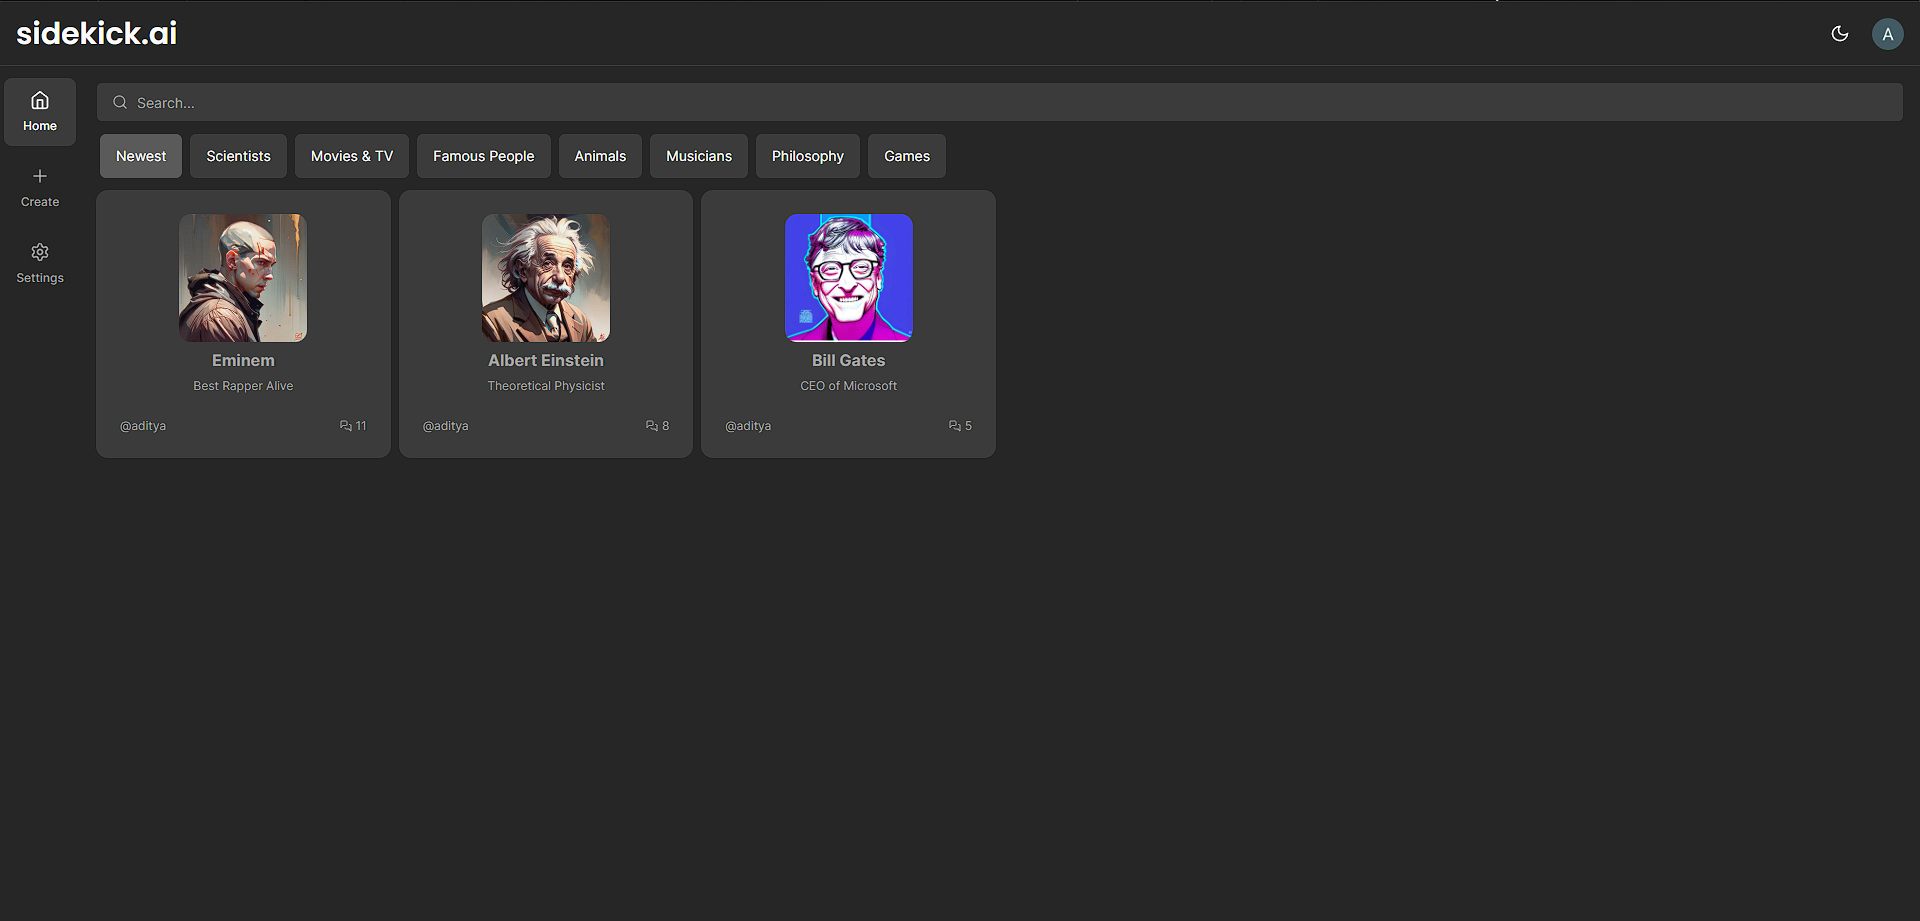 sidekick.ai
A
Home
Create
Settings
Search...
Newest Scientists Movies & TV Famous People Animals Musicians Philosophy Games
Eminem
Best Rapper Alive
@aditya 11
Albert Einstein
Theoretical Physicist
@aditya 8
Bill Gates
CEO of Microsoft
@aditya 5